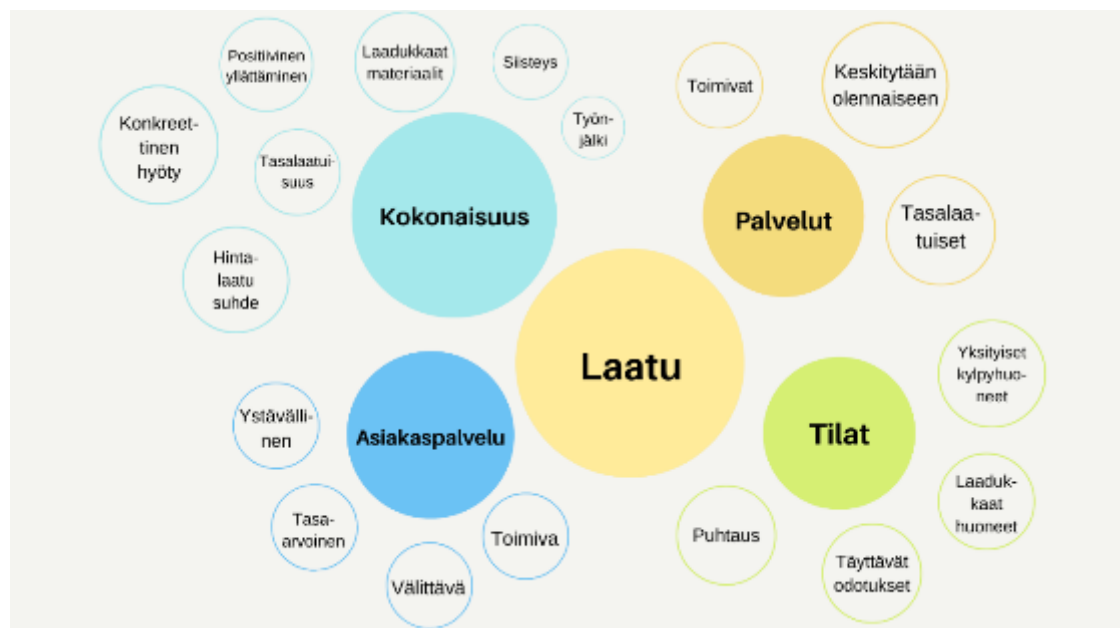 Positiivinen
yllättäminen
Laadukkaat
materiaalit
Siisteys
Työn-
jälki
Konkreet-
tinen
hyöty
Tasalaatui-
suus
Hinta-
laatu
suhde
Kokonaisuus
Toimivat
Keskitytään
olennaiseen
Tasalaa-
tuiset
Palvelut
Laatu
Ystävälli-
nen
Asiakaspalvelu
Tasa-
arvoinen
Välittävä
Toimiva
Tilat
Yksityiset
kylpyhuo-
neet
Laaduk-
kaat
huoneet
Puhtaus
Täyttävät
odotukset